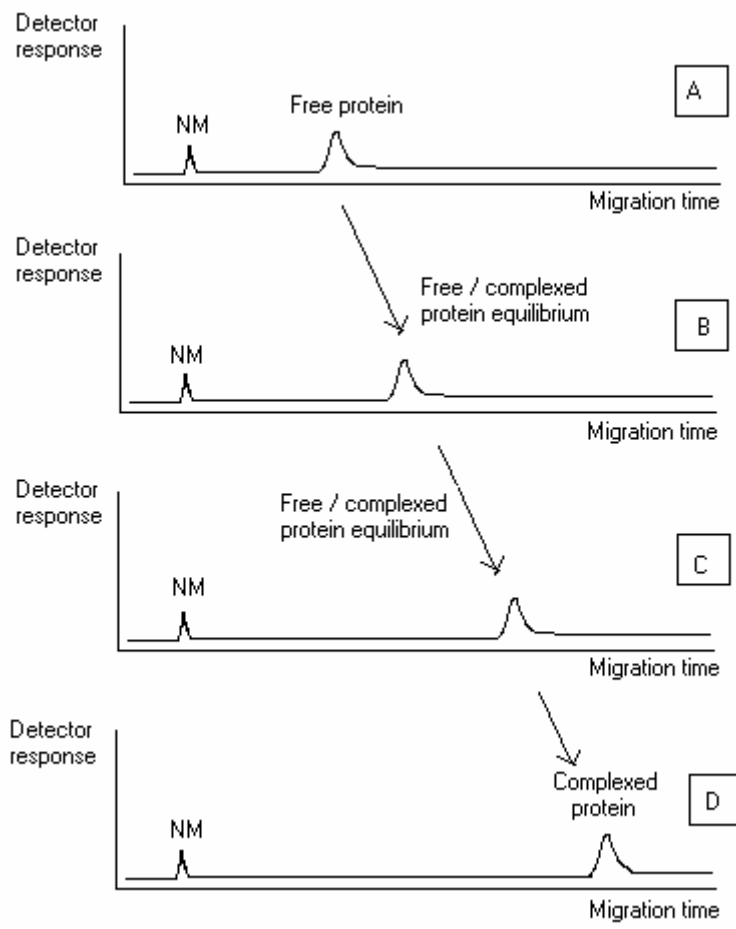 Detector
response
A
Free protein
NM
Migration time
Detector
response
Free / complexed
protein equilibrium
B
NM
Migration time
Detector
response
Free / complexed
protein equilibrium
C
NM
Migration time
Detector
response
Complexed
protein
D
NM
Migration time